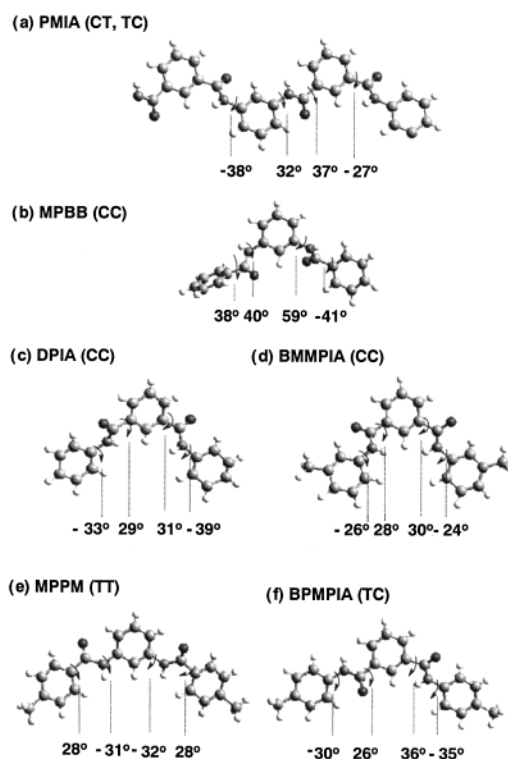 (a) PMIA (CT, TC)
-38° 32° 37° -27°
(b) MPBB (CC)
38° 40° 59° -41°
(c) DPIA (CC) (d) BMMPIA (CC)
- 33° 29° 31° - 39° - 26° 28° 30° - 24°
(e) MPPM (TT) (f) BPMPIA (TC)
28° - 31° - 32° 28° -30° 26° 36° - 35°